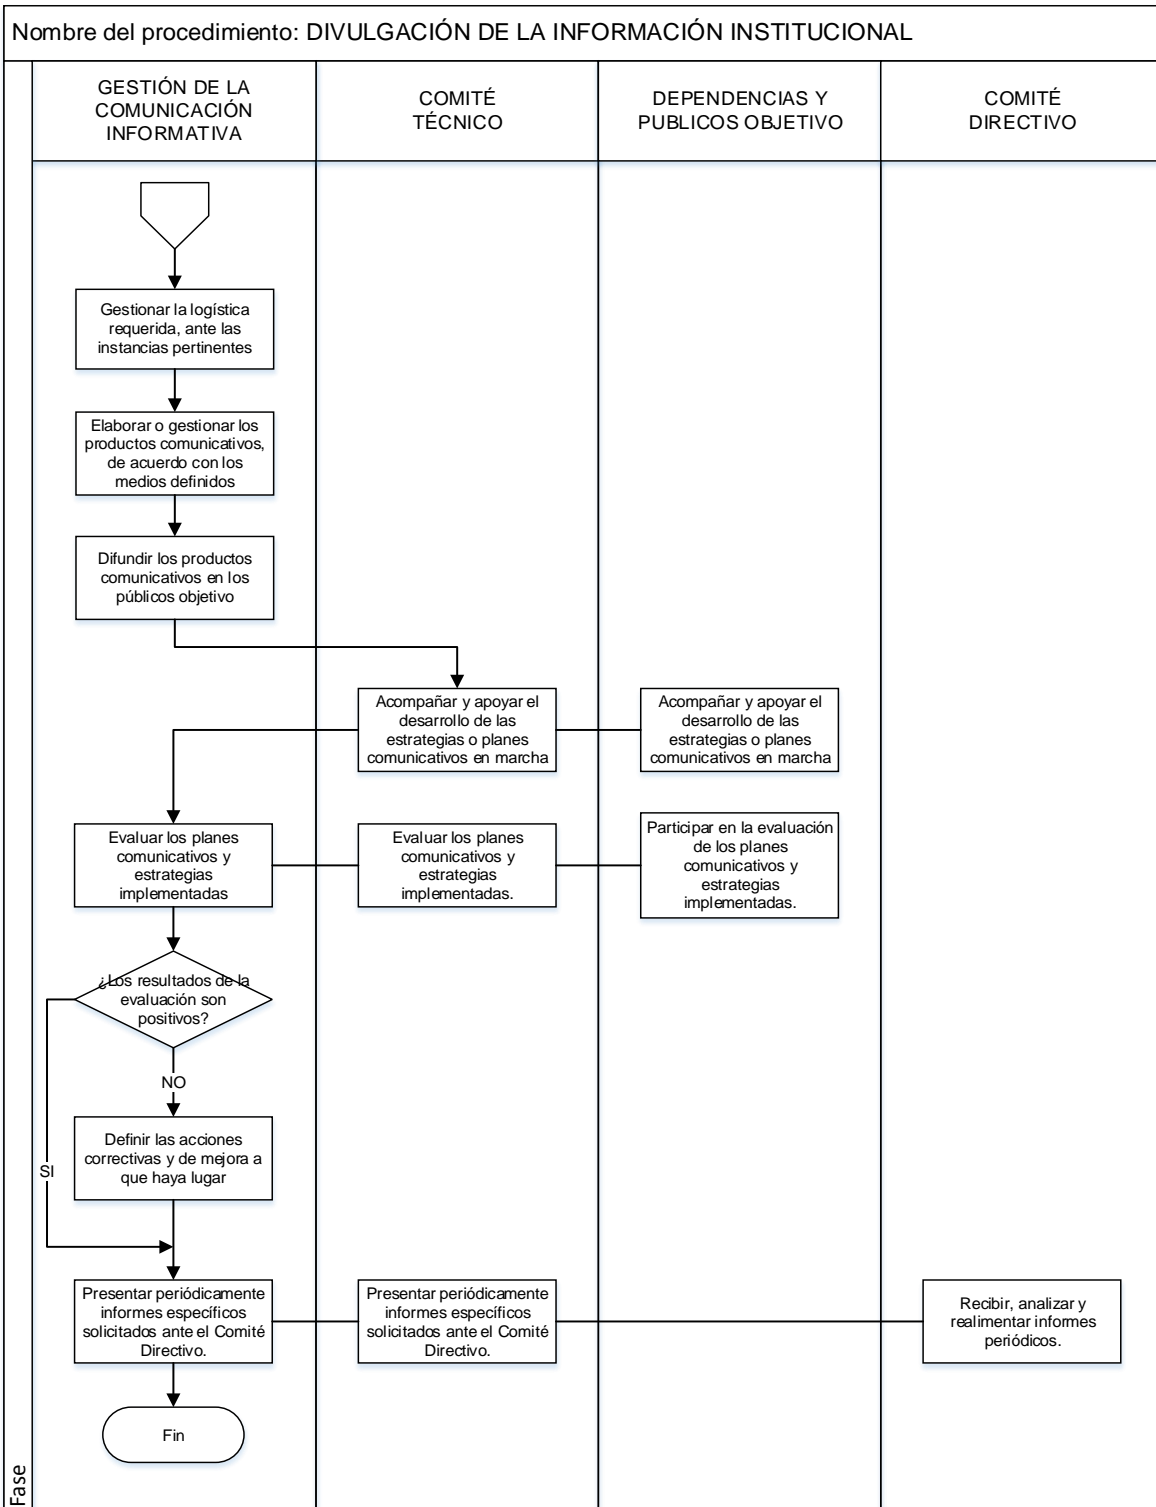 Nombre del procedimiento: DIVULGACIÓN DE LA INFORMACIÓN INSTITUCIONAL
GESTIÓN DE LA
COMUNICACIÓN
INFORMATIVA
COMITÉ
TÉCNICO
DEPENDENCIAS Y
PUBLICOS OBJETIVO
COMITÉ
DIRECTIVO
Gestionar la logística
requerida, ante las
instancias pertinentes
Elaborar o gestionar los
productos comunicativos,
de acuerdo con los
medios definidos
Difundir los productos
comunicativos en los
públicos objetivo
Acompañar y apoyar el
desarrollo de las
estrategias o planes
comunicativos en marcha
Acompañar y apoyar el
desarrollo de las
estrategias o planes
comunicativos en marcha
Evaluar los planes
comunicativos y
estrategias
implementadas
Evaluar los planes
comunicativos y
estrategias
implementadas.
Participar en la evaluación
de los planes
comunicativos y
estrategias
implementadas.
¿Los resultados de la
evaluación son
positivos?
NO
Definir las acciones
correctivas y de mejora a
que haya lugar
SI
Presentar periódicamente
informes específicos
solicitados ante el Comité
Directivo.
Presentar periódicamente
informes específicos
solicitados ante el Comité
Directivo.
Recibir, analizar y
realimentar informes
periódicos.
Fin
Fase